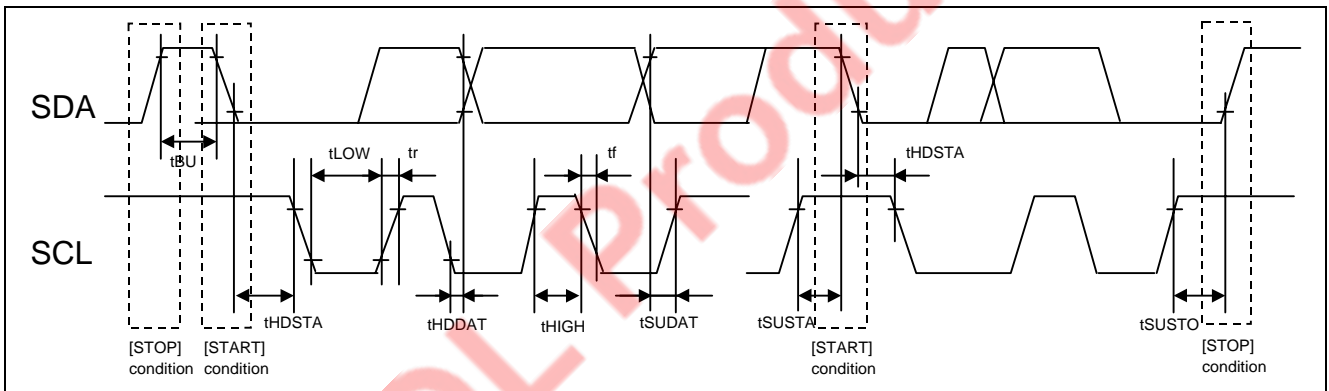 SDA
tBU
tLOW
tr
tf
tHDSTA
SCL
tHDSTA
tHDDAT
tHIGH
tSUDAT
tSUSTA
tSUSTO
[STOP]
condition
[START]
condition
[START]
condition
[STOP]
condition